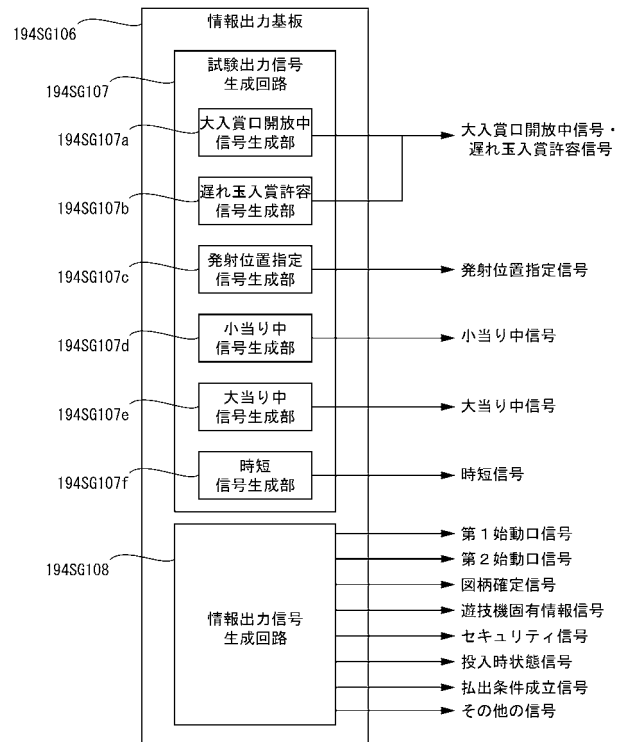 194SG106
情報出力基板
194SG107
試験出力信号
生成回路
194SG107a
大入賞口開放中
信号生成部
大入賞口開放中信号・
遅れ玉入賞許容信号
194SG107b
遅れ玉入賞許容
信号生成部
194SG107c
発射位置指定
信号生成部
発射位置指定信号
194SG107d
小当り中
信号生成部
小当り中信号
194SG107e
大当り中
信号生成部
大当り中信号
194SG107f
時短
信号生成部
時短信号
194SG108
情報出力信号
生成回路
第1始動口信号
第2始動口信号
図柄確定信号
遊技機固有情報信号
セキュリティ信号
投入時状態信号
払出条件成立信号
その他の信号